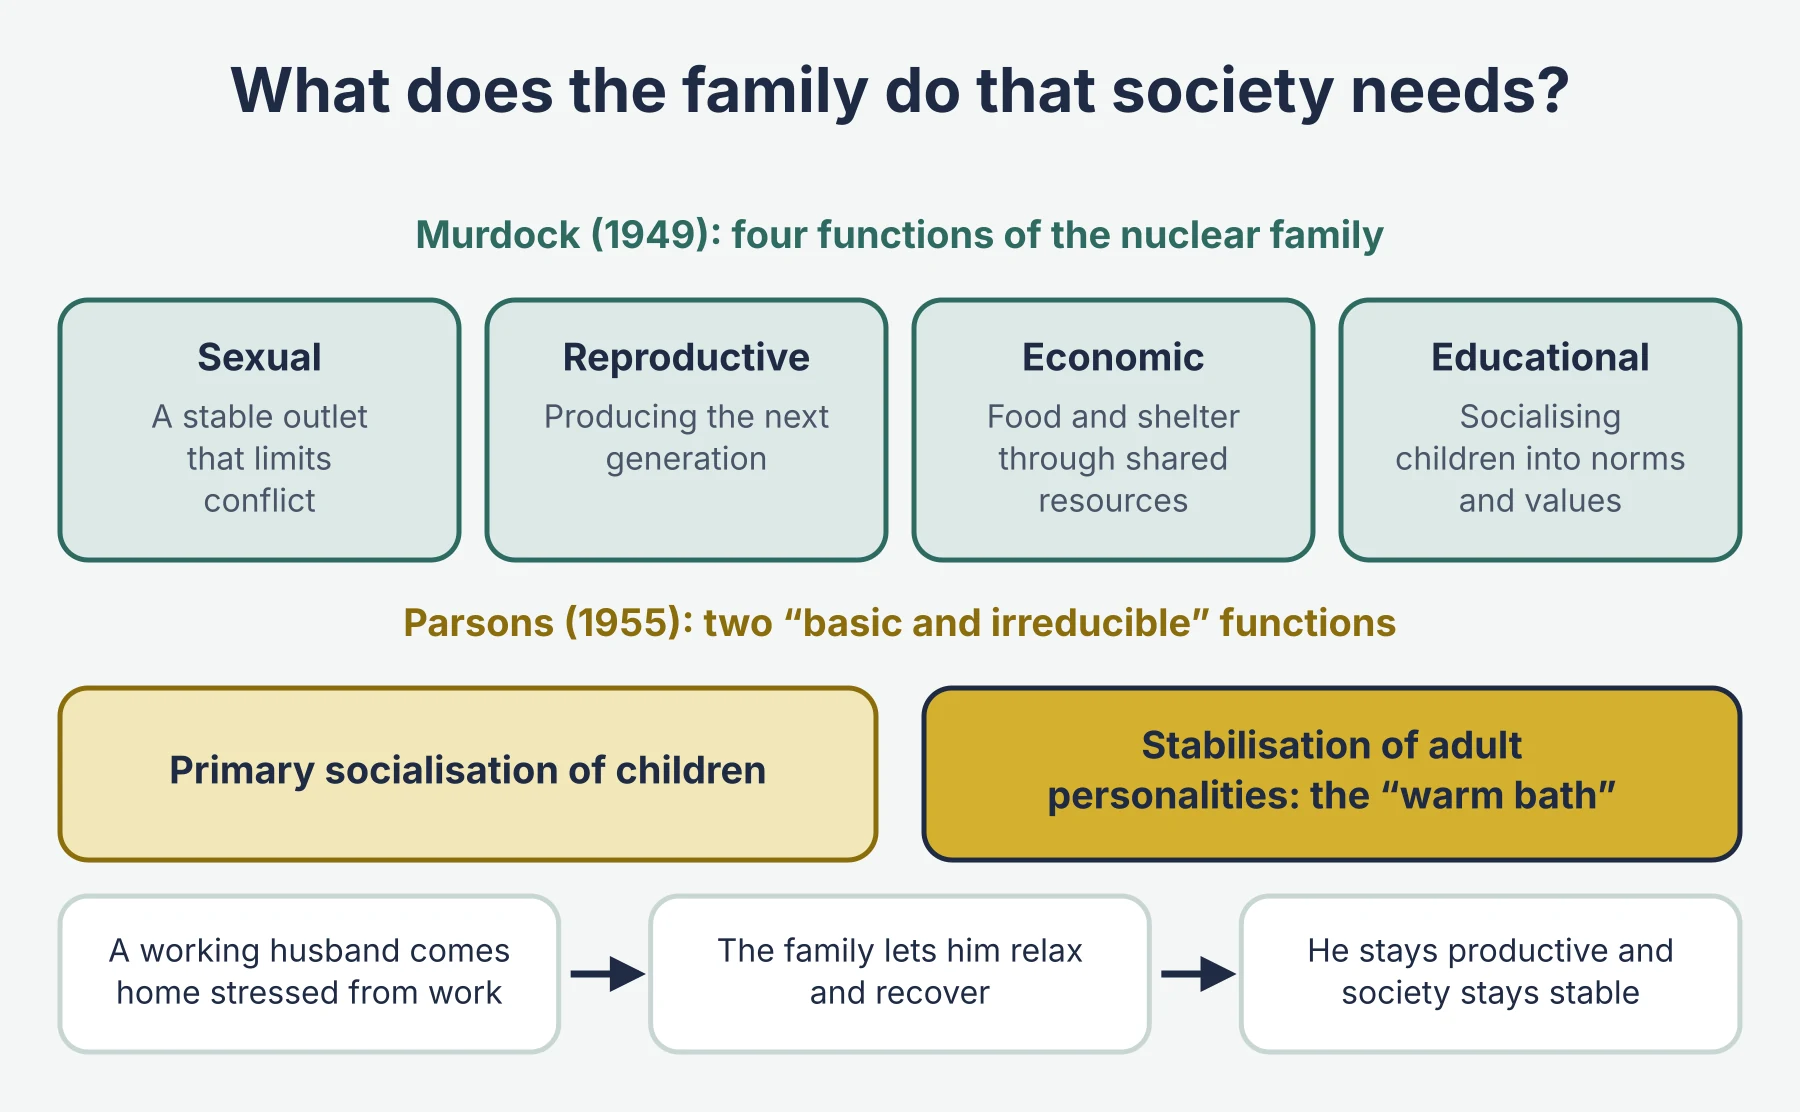 What does the family do that society needs?
Murdock (1949): four functions of the nuclear family
Sexual
A stable outlet
that limits
conflict
Reproductive
Producing the next
generation
Economic
Food and shelter
through shared
resources
Educational
Socialising
children into norms
and values
Parsons (1955): two “basic and irreducible” functions
Primary socialisation of children
Stabilisation of adult
personalities: the “warm bath”
A working husband comes
home stressed from work
The family lets him relax
and recover
He stays productive and
society stays stable